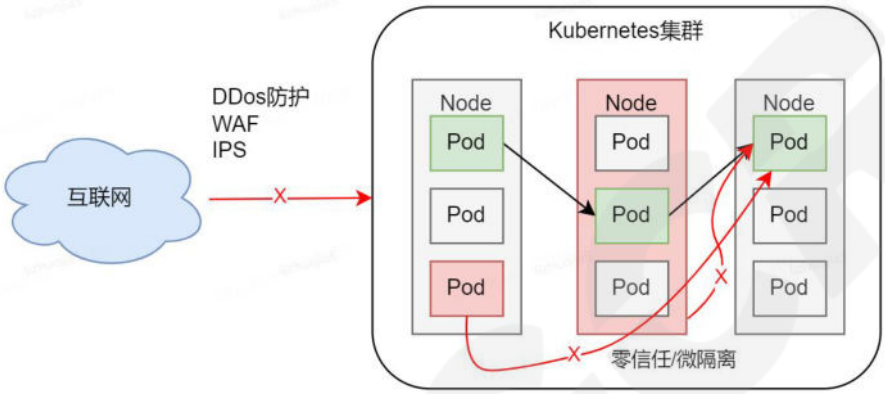 Kubernetes集群
DDos防护
WAF
IPS
互联网
X
Node
Pod
Pod
Pod
Node
Pod
Pod
Pod
Node
Pod
Pod
Pod
X
X
零信任/微隔离